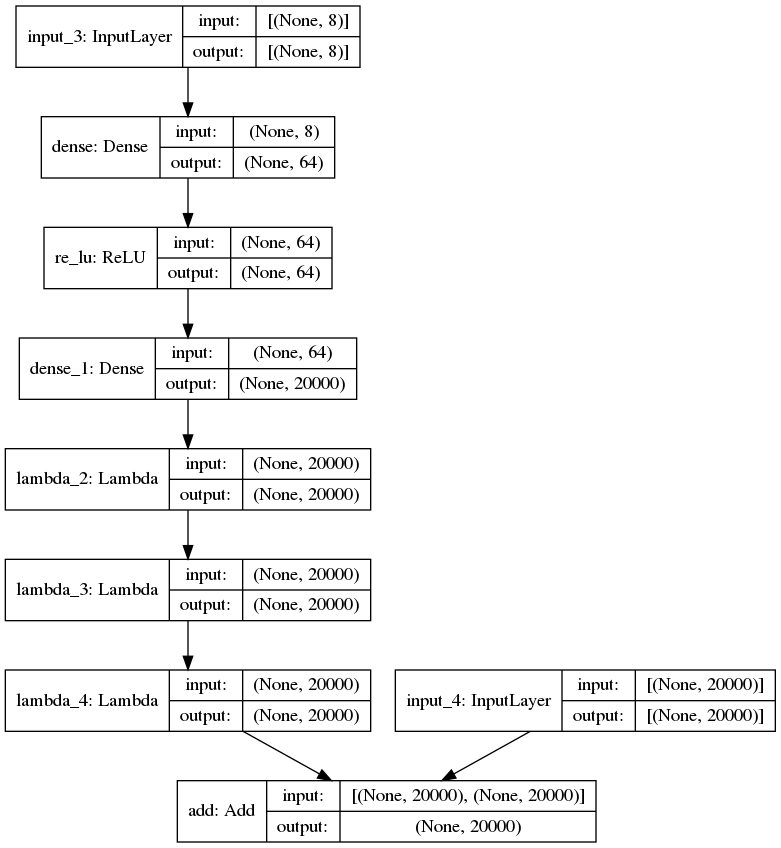 input_3: InputLayer
input:
[(None, 8)]
output:
[(None, 8)]
dense: Dense
input:
(None, 8)
output:
(None, 64)
re_lu: ReLU
input:
(None, 64)
output:
(None, 64)
dense_1: Dense
input:
(None, 64)
output:
(None, 20000)
lambda_2: Lambda
input:
(None, 20000)
output:
(None, 20000)
lambda_3: Lambda
input:
(None, 20000)
output:
(None, 20000)
lambda_4: Lambda
input:
(None, 20000)
output:
(None, 20000)
input_4: InputLayer
input:
[(None, 20000)]
output:
[(None, 20000)]
add: Add
input:
[(None, 20000), (None, 20000)]
output:
(None, 20000)